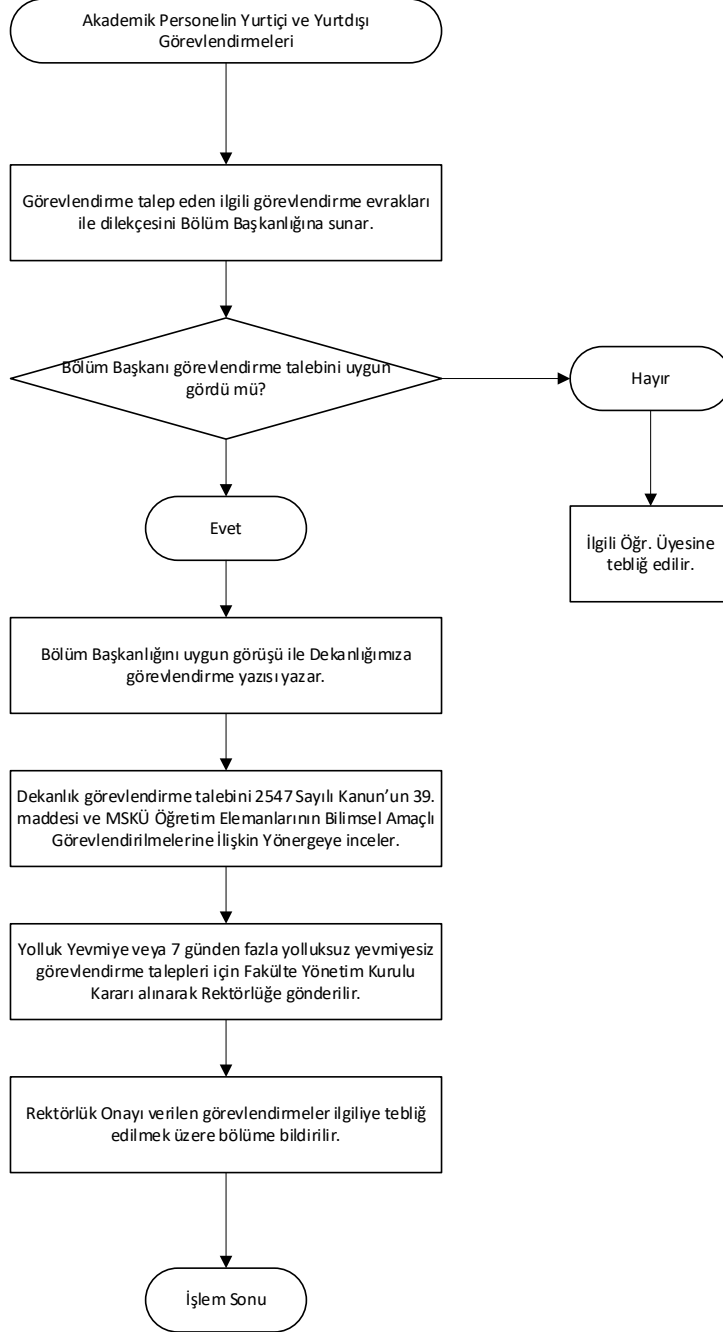 Akademik Personelin Yurtiçi ve Yurtdışı
Görevlendirmeleri
Görevlendirme talep eden ilgili görevlendirme evrakları
ile dilekçesini Bölüm Başkanlığına sunar.
Bölüm Başkanı görevlendirme talebini uygun
gördü mü?
Hayır
Evet
İlgili Öğr. Üyesine
tebliğ edilir.
Bölüm Başkanlığını uygun görüşü ile Dekanlığımıza
görevlendirme yazısı yazar.
Dekanlık görevlendirme talebini 2547 Sayılı Kanun’un 39.
maddesi ve MSKÜ Öğretim Elemanlarının Bilimsel Amaçlı
Görevlendirilmelerine İlişkin Yönergeye inceler.
Yolluk Yevmiye veya 7 günden fazla yolluksuz yevmiyesiz
görevlendirme talepleri için Fakülte Yönetim Kurulu
Kararı alınarak Rektörlüğe gönderilir.
Rektörlük Onayı verilen görevlendirmeler ilgiliye tebliğ
edilmek üzere bölüme bildirilir.
İşlem Sonu